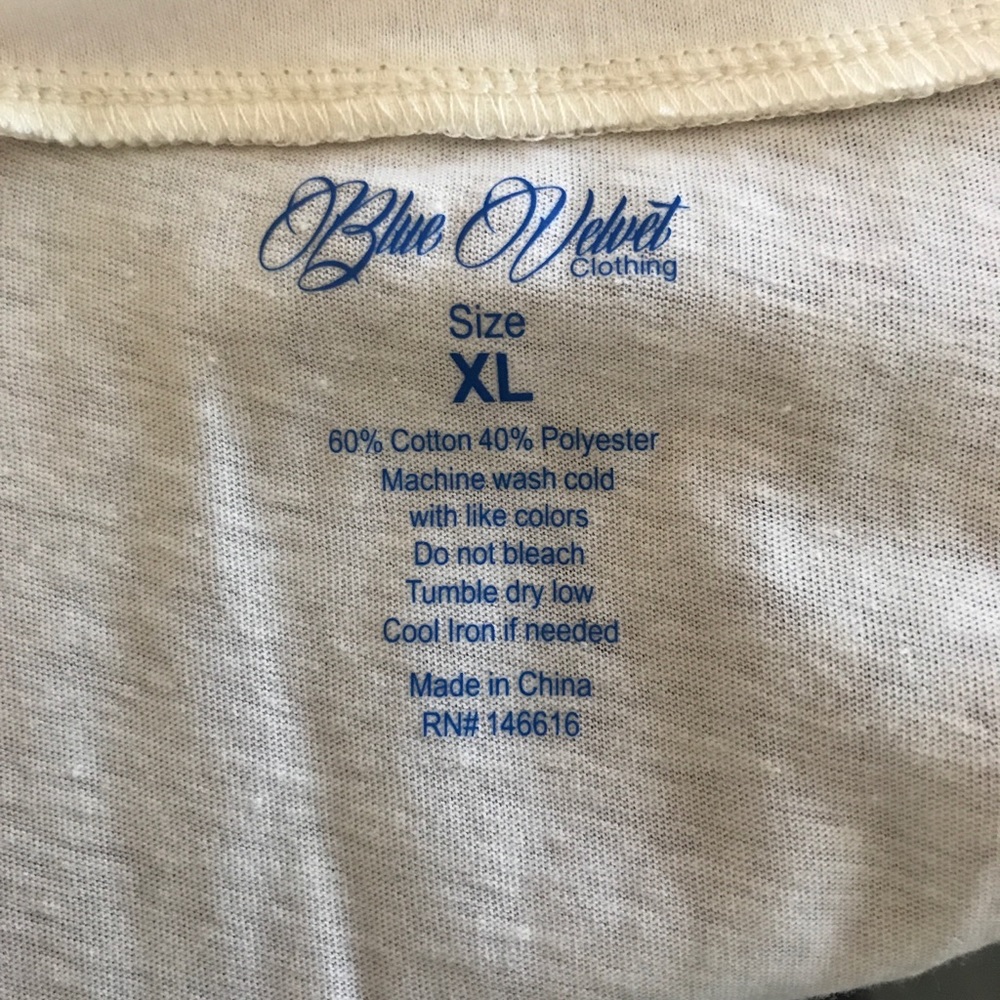 Blue Velvet
Clothing
Size
XL
60% Cotton 40% Polyester
Machine wash cold
with like colors
Do not bleach
Tumble dry low
Cool Iron if needed
Made in China
RN# 146616